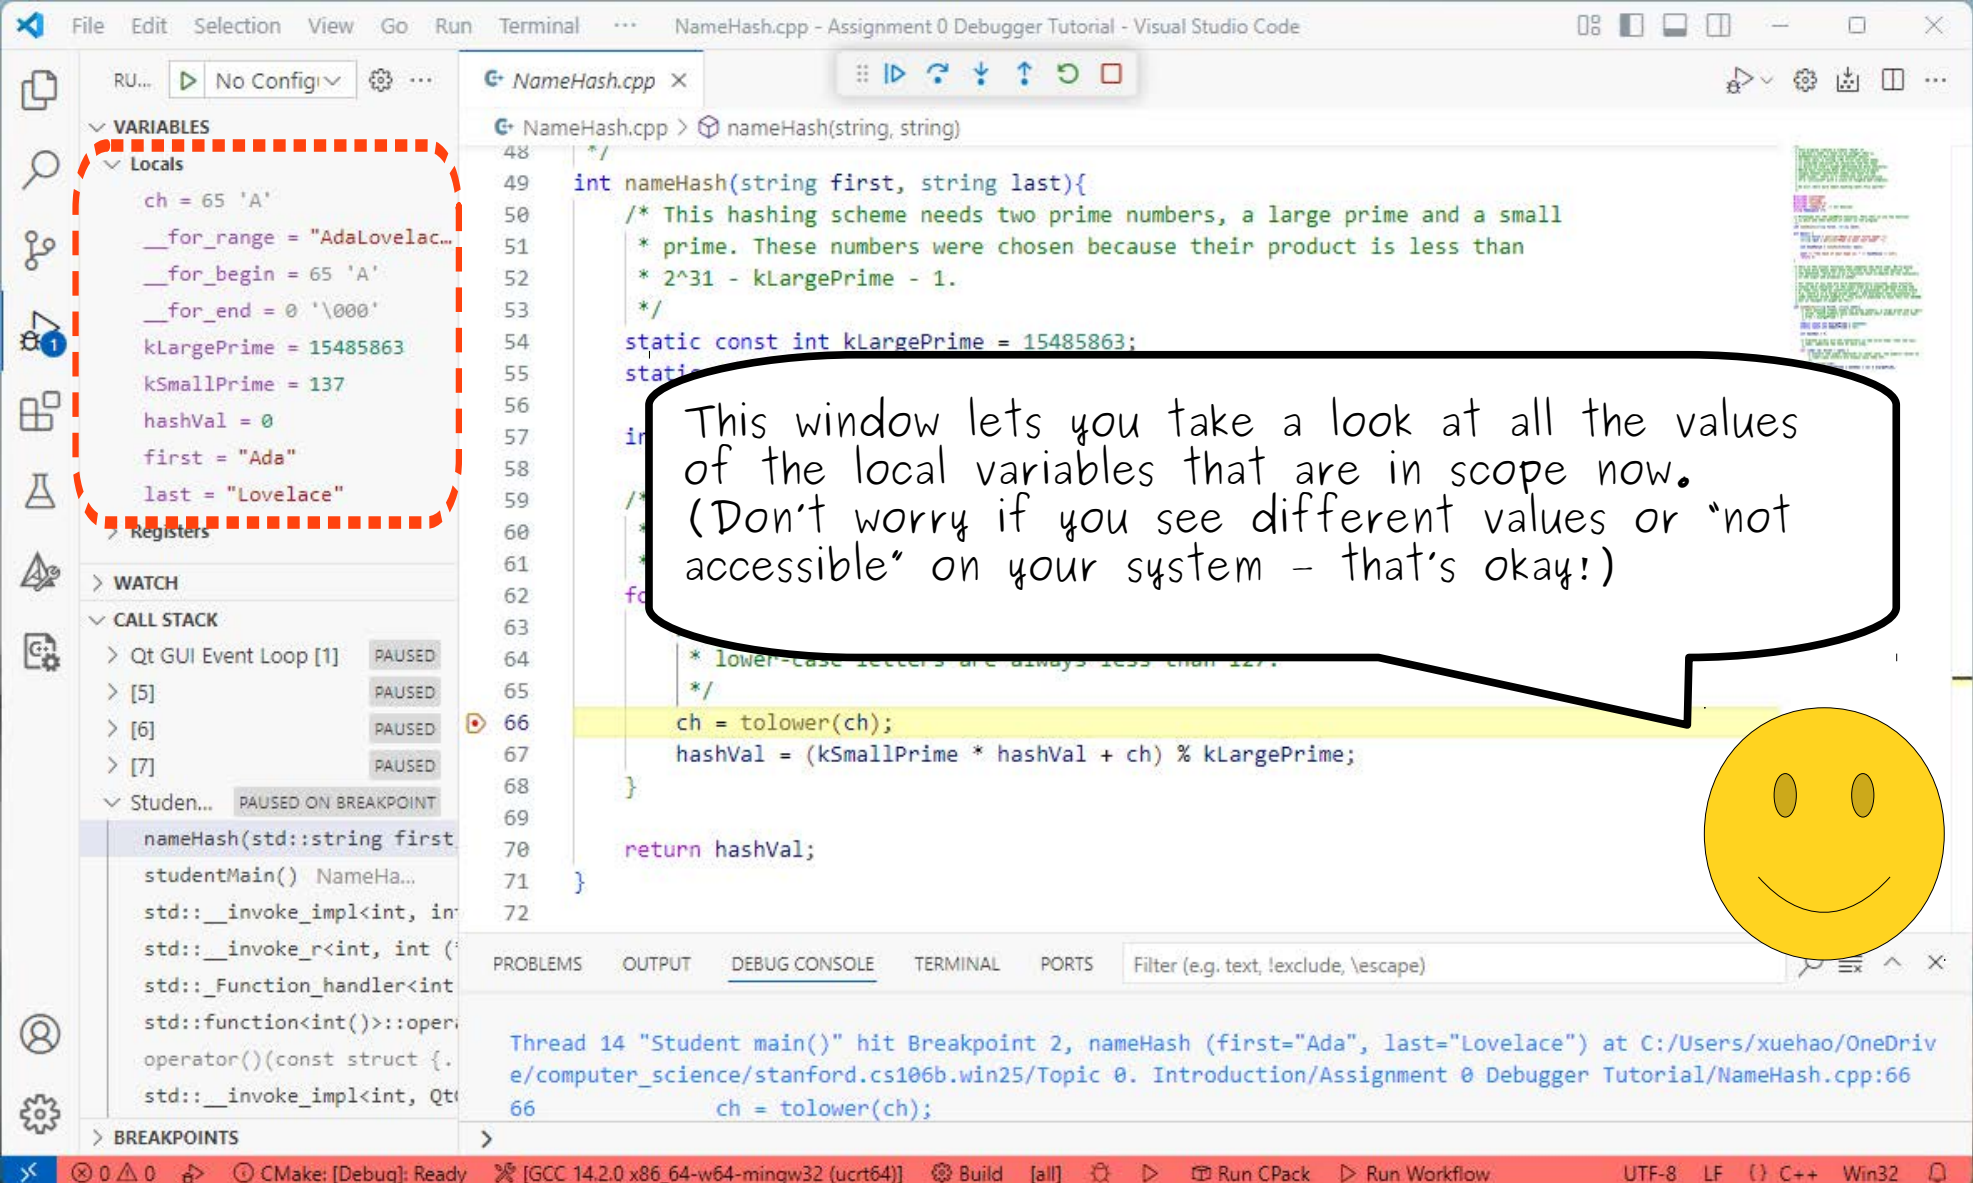 File Edit Selection View Go Run Terminal ··· NameHash.cpp - Assignment 0 Debugger Tutorial - Visual Studio Code
RU... No Config
VARIABLES
Locals
ch = 65 'A'
__for_range = "AdaLovelac…
__for_begin = 65 'A'
__for_end = 0 '\000'
kLargePrime = 15485863
kSmallPrime = 137
hashVal = 0
first = "Ada"
last = "Lovelace"
Registers
WATCH
CALL STACK
Qt GUI Event Loop [1] PAUSED
[5] PAUSED
[6] PAUSED
[7] PAUSED
Studen... PAUSED ON BREAKPOINT
nameHash(std::string first
studentMain() NameHa...
std::__invoke_impl<int, in
std::__invoke_r<int, int (
std::_Function_handler<int
std::function<int()>::oper
operator()(const struct {.
std::__invoke_impl<int, Qt
BREAKPOINTS
NameHash.cpp
NameHash.cpp > nameHash(string, string)
48 */
49 int nameHash(string first, string last){
50 /* This hashing scheme needs two prime numbers, a large prime and a small
51 * prime. These numbers were chosen because their product is less than
52 * 2^31 - kLargePrime - 1.
53 */
54 static const int kLargePrime = 15485863;
55 stati
56
57 in
58
59 /*
60 *
61 *
62 fo
63
64 * lower-case letters are always less than 127.
65 */
66 ch = tolower(ch);
67 hashVal = (kSmallPrime * hashVal + ch) % kLargePrime;
68 }
69
70 return hashVal;
71 }
72
This window lets you take a look at all the values
of the local variables that are in scope now.
(Don't worry if you see different values or "not
accessible" on your system – that's okay!)
PROBLEMS OUTPUT DEBUG CONSOLE TERMINAL PORTS Filter (e.g. text, !exclude, \escape)
Thread 14 "Student main()" hit Breakpoint 2, nameHash (first="Ada", last="Lovelace") at C:/Users/xuehao/OneDriv
e/computer_science/stanford.cs106b.win25/Topic 0. Introduction/Assignment 0 Debugger Tutorial/NameHash.cpp:66
66 ch = tolower(ch);
>
0 0 CMake: [Debug]: Ready [GCC 14.2.0 x86_64-w64-mingw32 (ucrt64)] Build [all] Run CPack Run Workflow UTF-8 LF {} C++ Win32